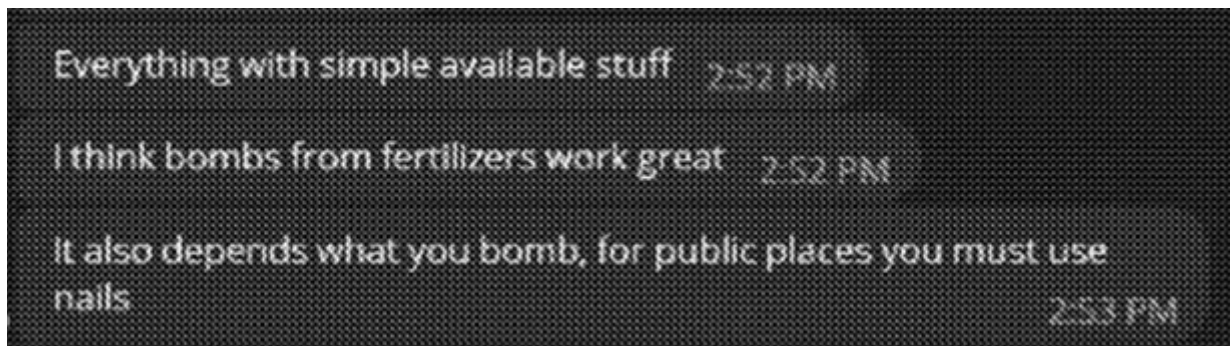 Everything with simple available stuff 2:52 PM
I think bombs from fertilizers work great 2:52 PM
It also depends what you bomb, for public places you must use
nails 2:53 PM